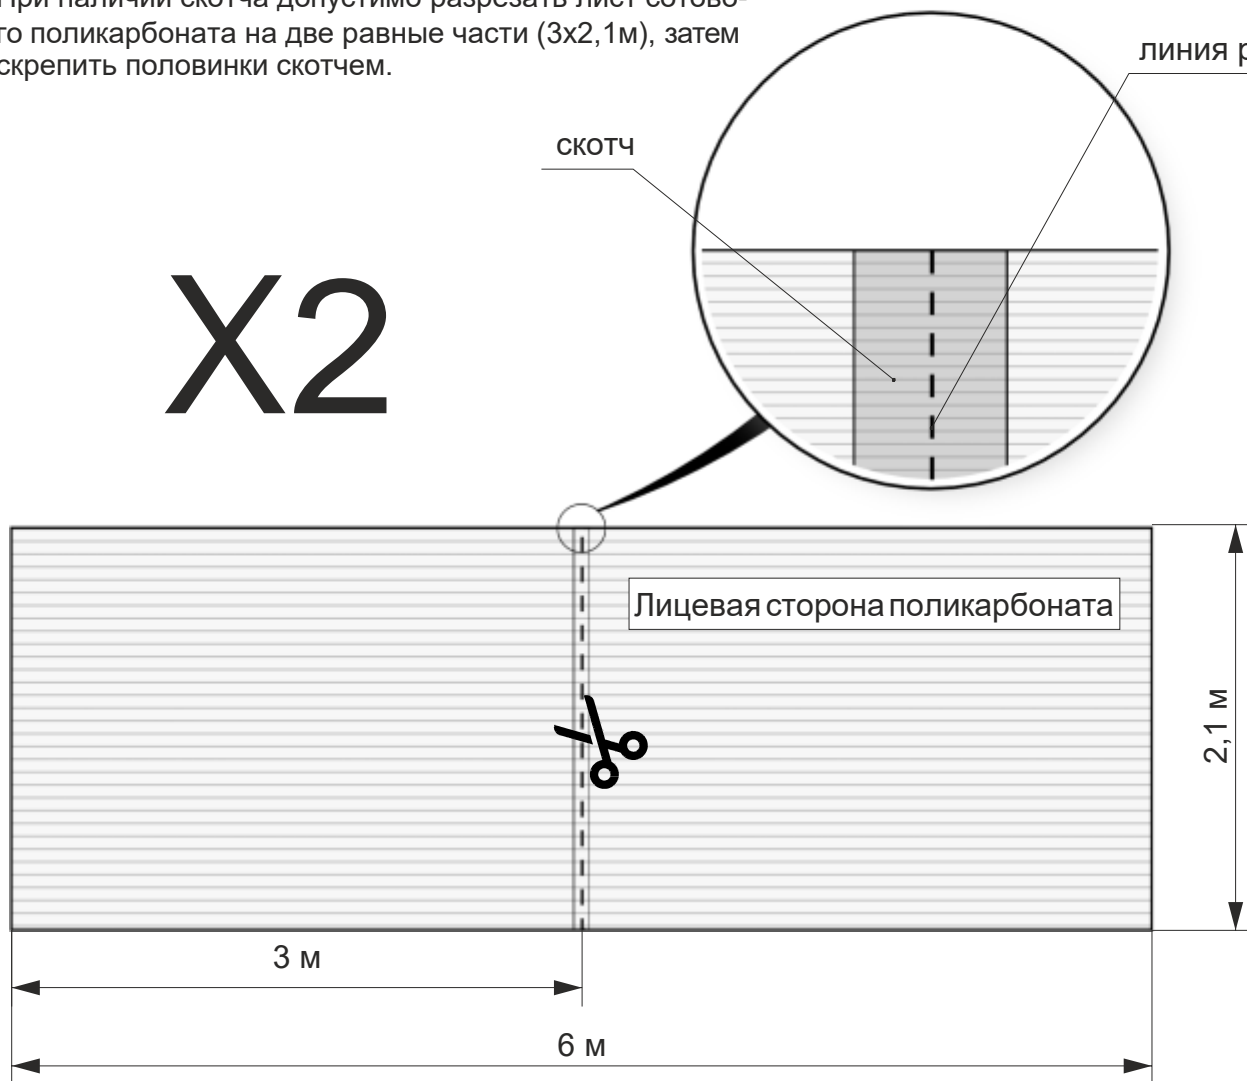 При наличии скотча допустимо разрезать лист сотово-
го поликарбоната на две равные части (3х2,1м), затем
скрепить половинки скотчем.
линия р
скотч
X2
Лицевая сторона поликарбоната
2,1 м
3 м
6 м